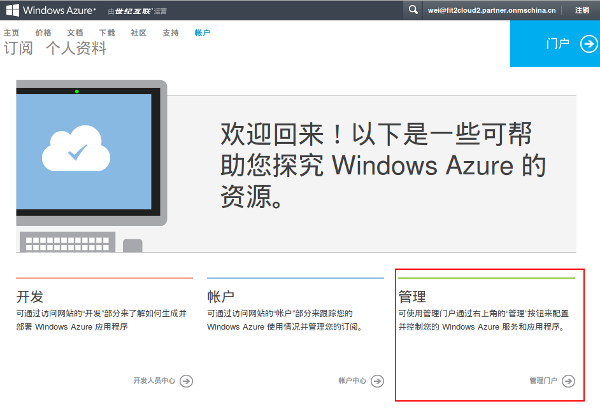 Windows Azure 由世纪互联运营
wei@fit2cloud2.partner.onmschina.cn 注销
主页 价格 文档 下载 社区 支持 帐户
订阅 个人资料
门户
欢迎回来！以下是一些可帮
助您探究 Windows Azure 的
资源。
开发
可通过访问网站的“开发”部分来了解如何生成并
部署 Windows Azure 应用程序
开发人员中心
帐户
可通过访问网站的“帐户”部分来跟踪您的
Windows Azure 使用情况并管理您的订阅。
帐户中心
管理
可使用管理门户通过右上角的“管理”按钮来配置
并控制您的 Windows Azure 服务和应用程序。
管理门户